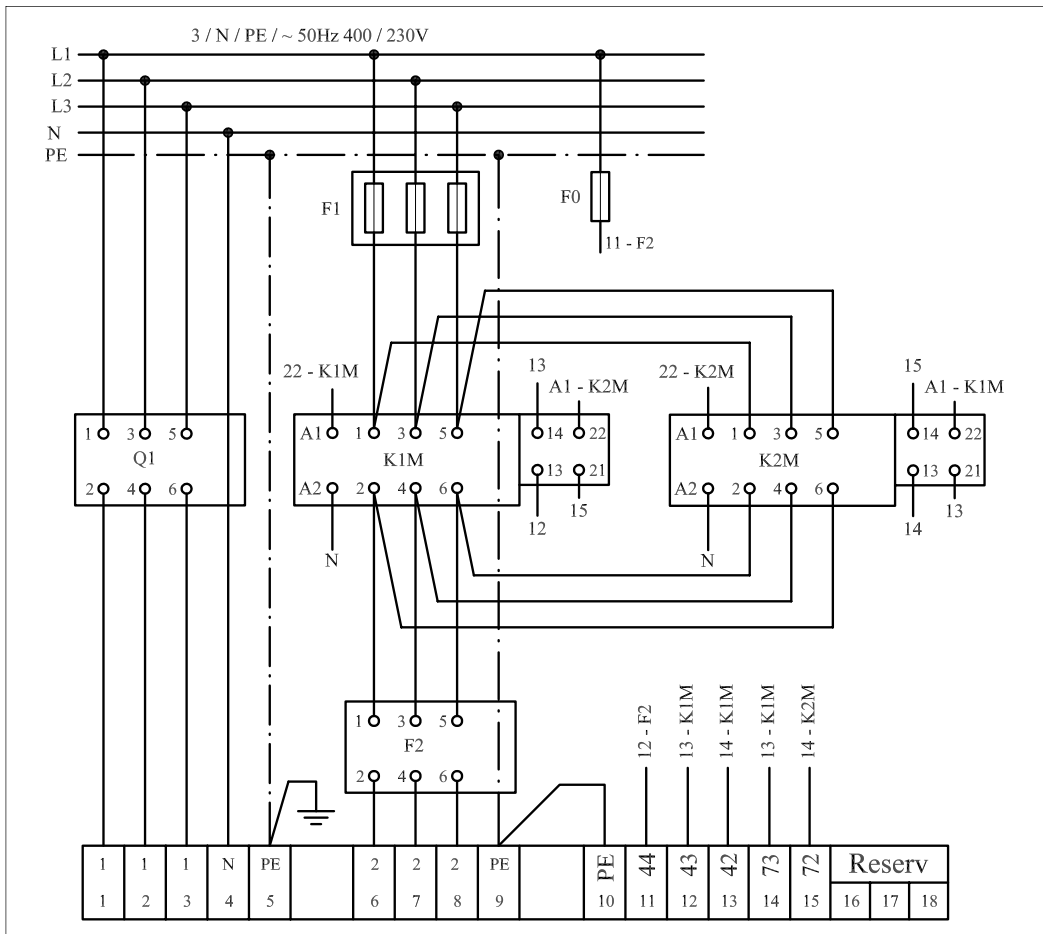 3 / N / PE / ~ 50Hz 400 / 230V
L1
L2
L3
N
PE
F1
F0
11 - F2
22 - K1M
13
A1 - K2M
22 - K2M
15
A1 - K1M
1 3 5
Q1
2 4 6
A1 1 3 5 14 22
K1M
A2 2 4 6 13 21
N
12
15
A1 1 3 5 14 22
K2M
A2 2 4 6 13 21
N
14
13
1 3 5
F2
2 4 6
12 - F2
13 - K1M
14 - K1M
13 - K1M
14 - K2M
1 1 1 N PE 2 2 2 PE PE 44 43 42 73 72 Reserv
1 2 3 4 5 6 7 8 9 10 11 12 13 14 15 16 17 18